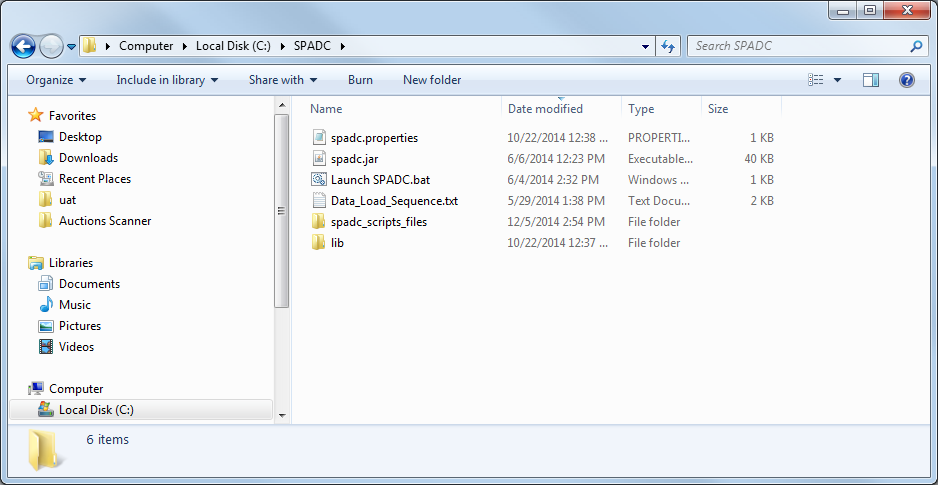 Computer Local Disk (C:) SPADC Search SPADC
Organize Include in library Share with Burn New folder
Favorites
Desktop
Downloads
Recent Places
uat
Auctions Scanner
Libraries
Documents
Music
Pictures
Videos
Computer
Local Disk (C:)
Name Date modified Type Size
spadc.properties 10/22/2014 12:38 ... PROPERTI... 1 KB
spadc.jar 6/6/2014 12:23 PM Executable... 40 KB
Launch SPADC.bat 6/4/2014 2:32 PM Windows ... 1 KB
Data_Load_Sequence.txt 5/29/2014 1:38 PM Text Docu... 2 KB
spadc_scripts_files 12/5/2014 2:54 PM File folder
lib 10/22/2014 12:37 ... File folder
6 items